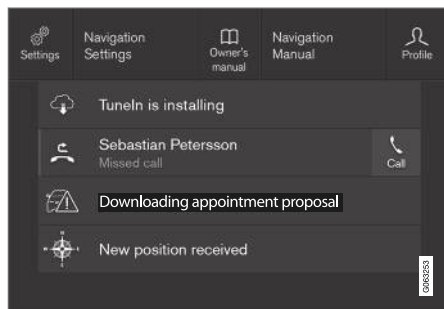 Settings
Navigation
Settings
Owner's
manual
Navigation
Manual
Profile
TuneIn is installing
Sebastian Petersson
Missed call
Call
Downloading appointment proposal
New position received
G063253